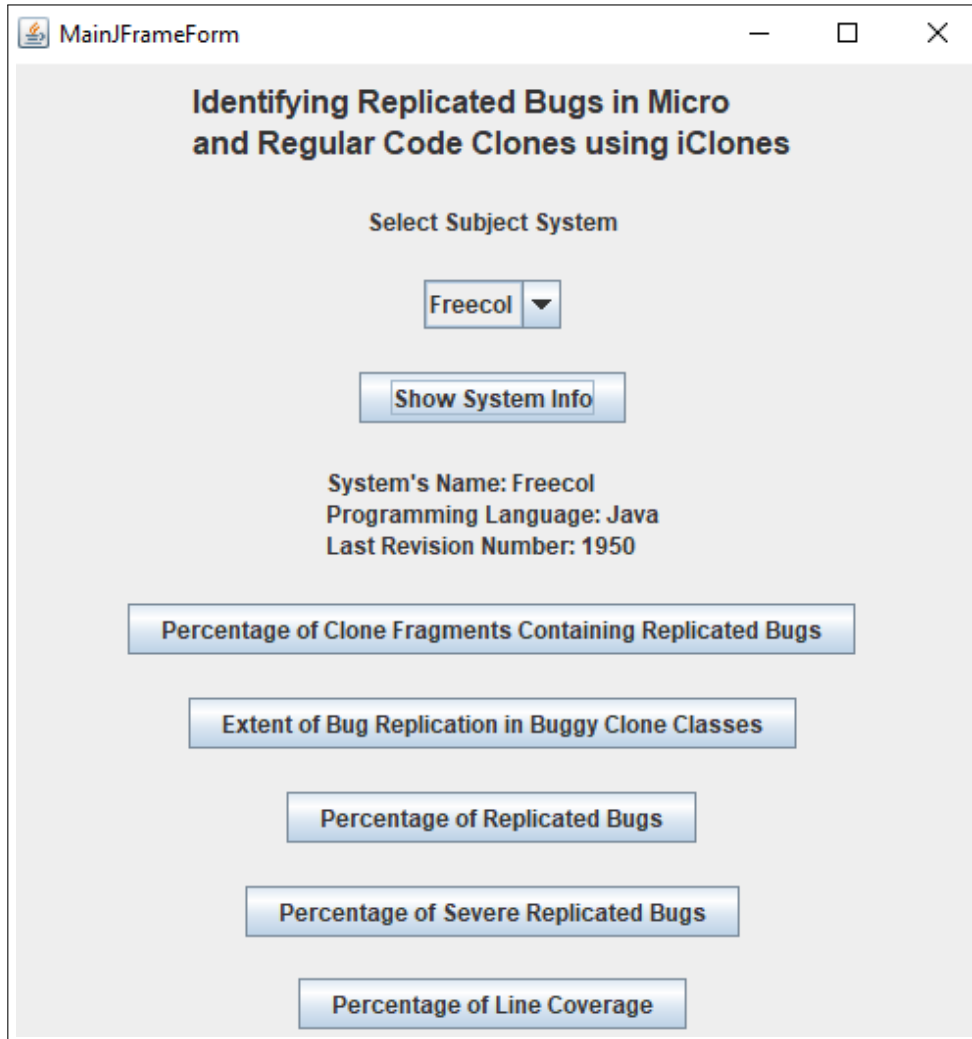 MainJFrameForm
Identifying Replicated Bugs in Micro
and Regular Code Clones using iClones
Select Subject System
Freecol
Show System Info
System's Name: Freecol
Programming Language: Java
Last Revision Number: 1950
Percentage of Clone Fragments Containing Replicated Bugs
Extent of Bug Replication in Buggy Clone Classes
Percentage of Replicated Bugs
Percentage of Severe Replicated Bugs
Percentage of Line Coverage